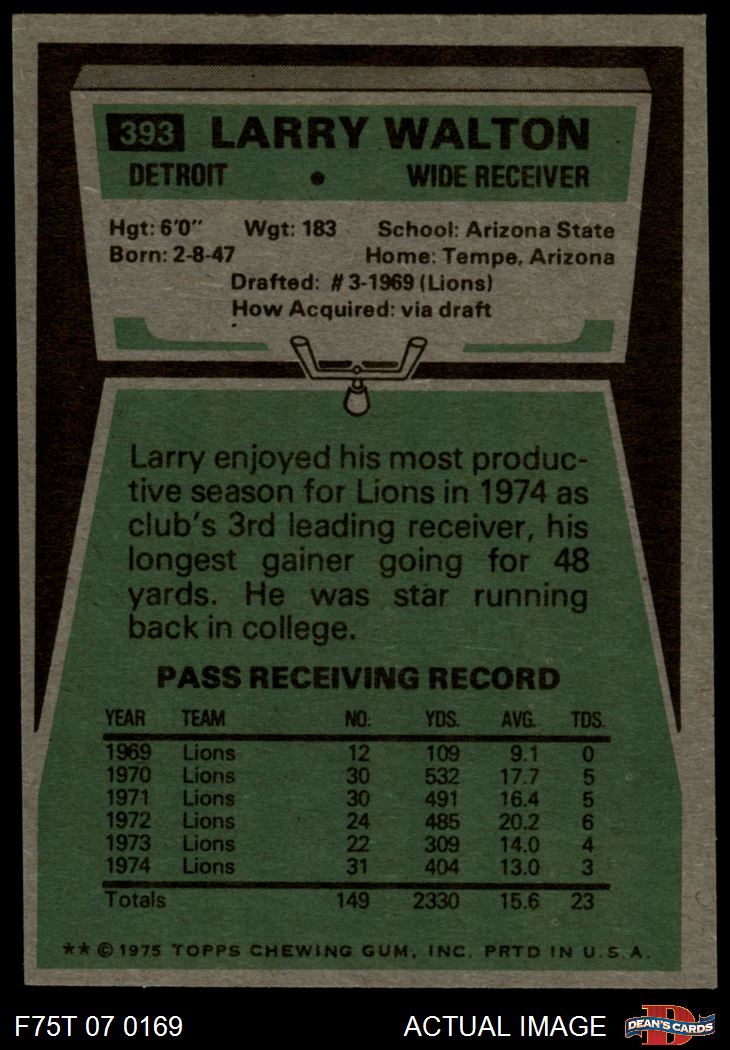 393 LARRY WALTON
DETROIT • WIDE RECEIVER
Hgt: 6'0" Wgt: 183 School: Arizona State
Born: 2-8-47 Home: Tempe, Arizona
Drafted: #3-1969 (Lions)
How Acquired: via draft
Larry enjoyed his most produc-
tive season for Lions in 1974 as
club's 3rd leading receiver, his
longest gainer going for 48
yards. He was star running
back in college.
PASS RECEIVING RECORD
YEAR TEAM NO. YDS. AVG. TDS.
1969 Lions 12 109 9.1 0
1970 Lions 30 532 17.7 5
1971 Lions 30 491 16.4 5
1972 Lions 24 485 20.2 6
1973 Lions 22 309 14.0 4
1974 Lions 31 404 13.0 3
Totals 149 2330 15.6 23
** © 1975 TOPPS CHEWING GUM, INC. PRTD IN U.S.A.
F75T 07 0169 ACTUAL IMAGE D DEAN'S CARDS